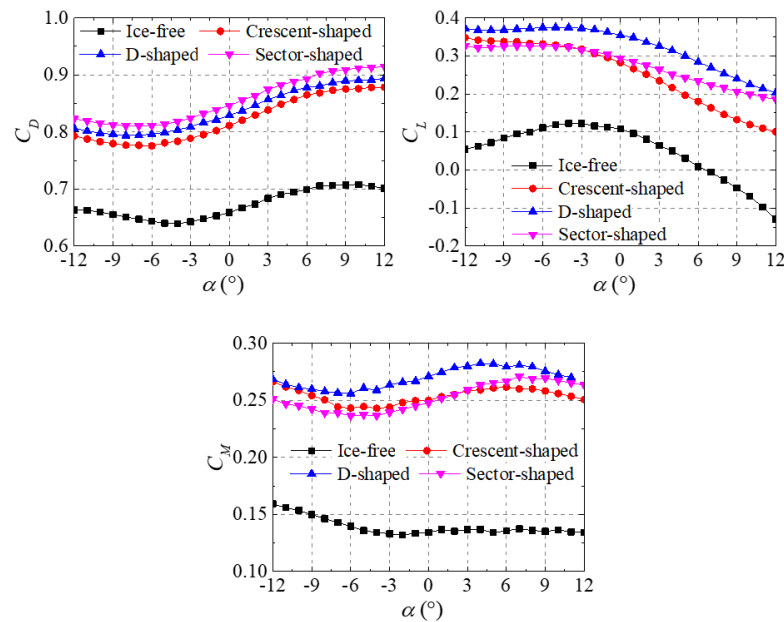 1.0
0.9
0.8
0.7
0.6
C_D
Ice-free Crescent-shaped
D-shaped Sector-shaped
-12 -9 -6 -3 0 3 6 9 12
α (°)
0.4
0.3
0.2
0.1
0.0
-0.1
-0.2
C_L
Ice-free
Crescent-shaped
D-shaped
Sector-shaped
-12 -9 -6 -3 0 3 6 9 12
α (°)
0.30
0.25
0.20
0.15
0.10
C_M
Ice-free Crescent-shaped
D-shaped Sector-shaped
-12 -9 -6 -3 0 3 6 9 12
α (°)